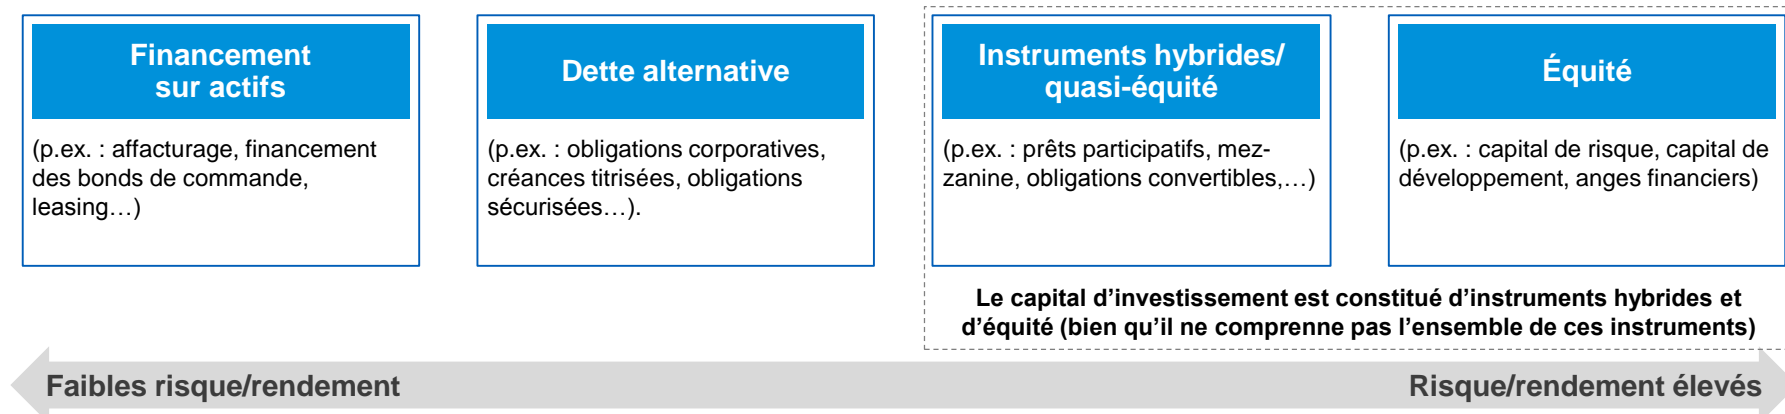 Financement
sur actifs
(p.ex. : affacturage, financement
des bonds de commande,
leasing…)
Dette alternative
(p.ex. : obligations corporatives,
créances titrisées, obligations
sécurisées…).
Instruments hybrides/
quasi-équité
(p.ex. : prêts participatifs, mez-
zanine, obligations convertibles,…)
Équité
(p.ex. : capital de risque, capital de
développement, anges financiers)
Le capital d’investissement est constitué d’instruments hybrides et
d’équité (bien qu’il ne comprenne pas l’ensemble de ces instruments)
Faibles risque/rendement
Risque/rendement élevés